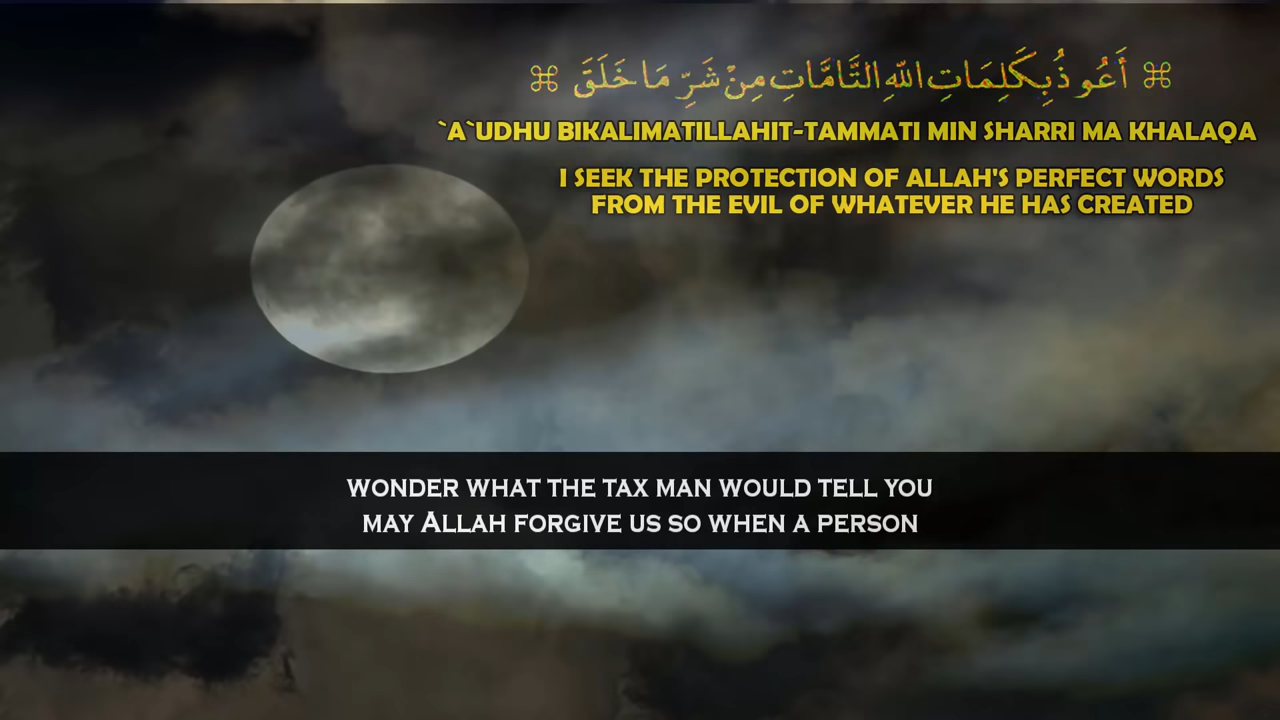 ⌘ أَعُوذُ بِكَلِمَاتِ اللّٰهِ التَّامَّاتِ مِنْ شَرِّ مَا خَلَقَ ⌘
`A`UDHU BIKALIMATILLAHIT-TAMMATI MIN SHARRI MA KHALAQA
I SEEK THE PROTECTION OF ALLAH'S PERFECT WORDS
FROM THE EVIL OF WHATEVER HE HAS CREATED
WONDER WHAT THE TAX MAN WOULD TELL YOU
MAY ALLAH FORGIVE US SO WHEN A PERSON